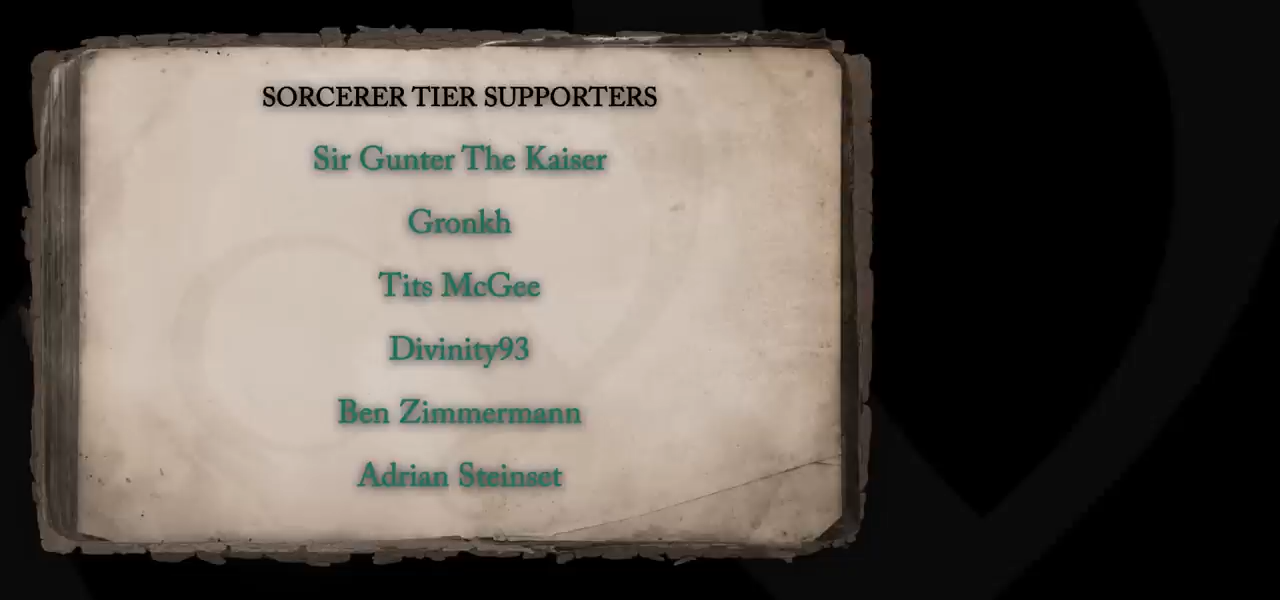 SORCERER TIER SUPPORTERS
Sir Gunter The Kaiser
Gronkh
Tits McGee
Divinity93
Ben Zimmermann
Adrian Steinset